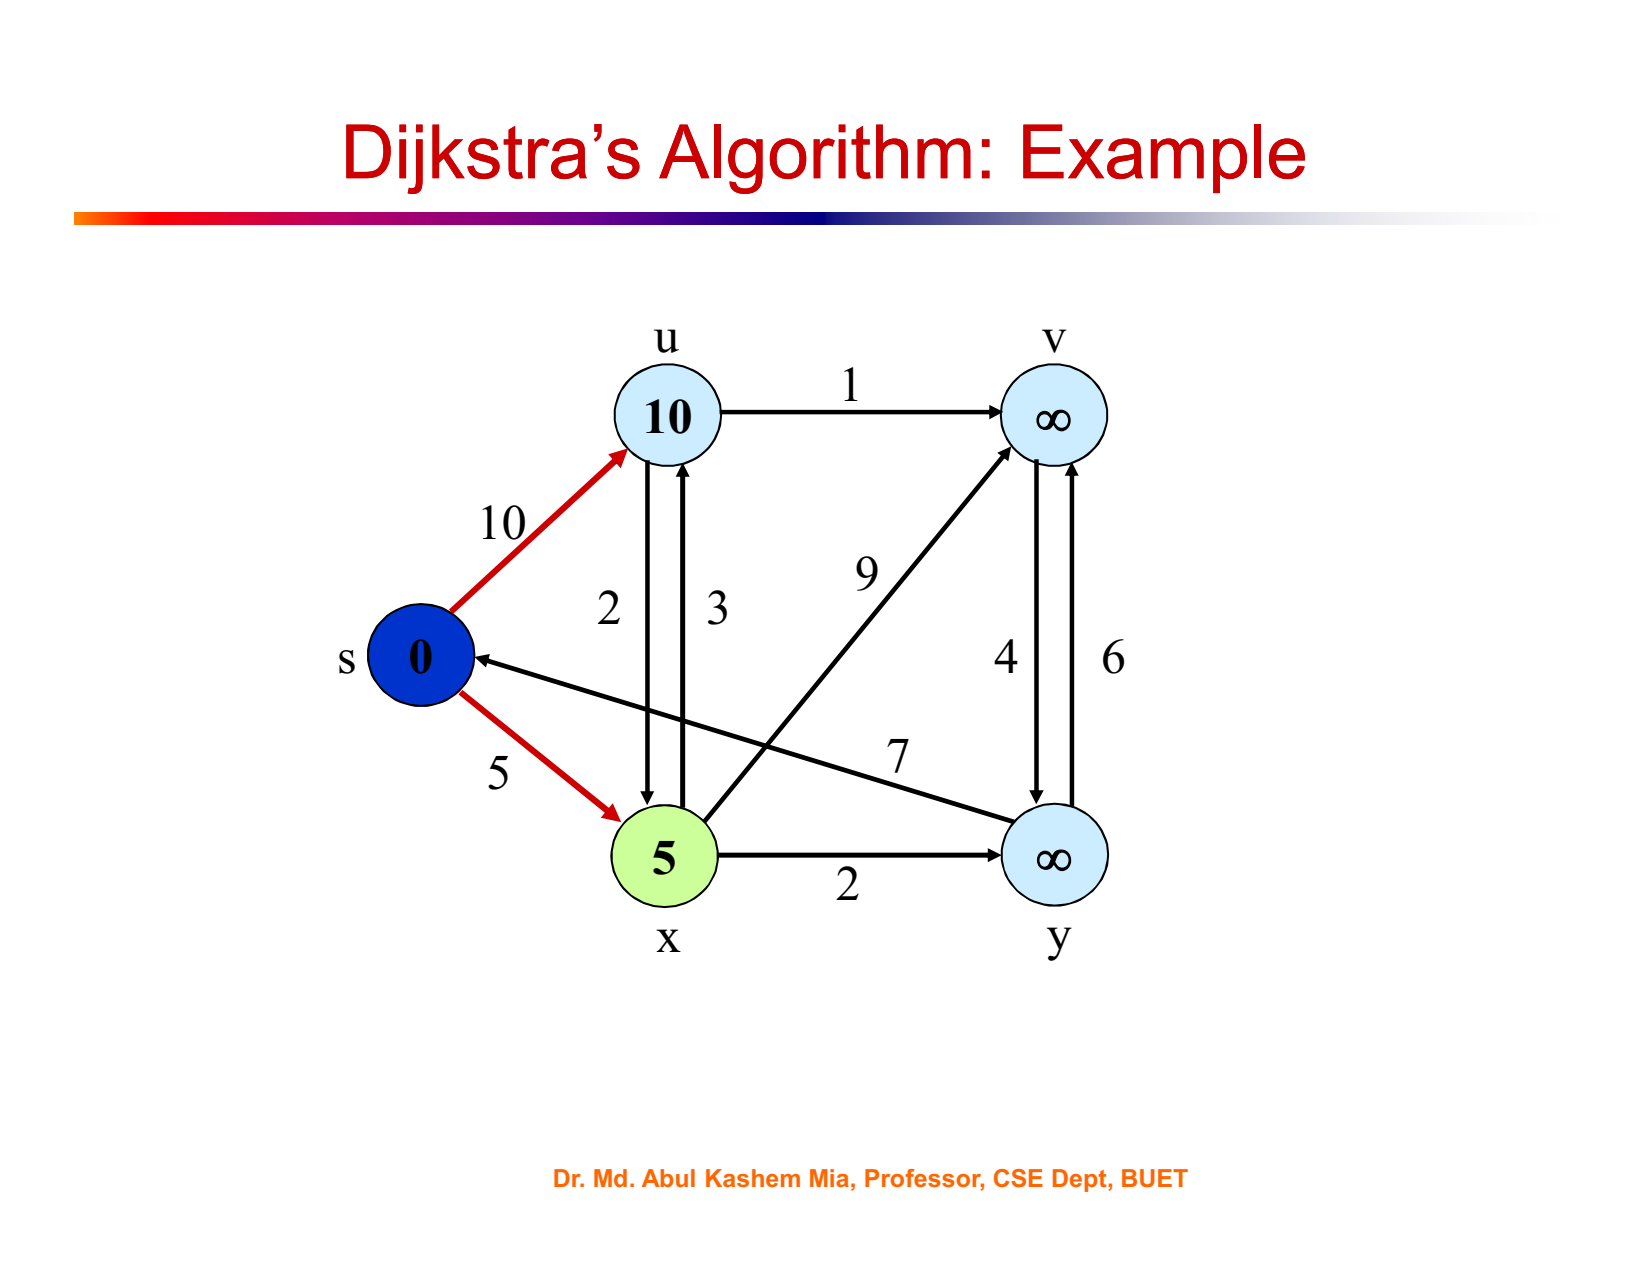 Dijkstra’s Algorithm: Example
u
v
10
1
∞
10
9
2
3
s
0
4
6
7
5
5
2
∞
x
y
Dr. Md. Abul Kashem Mia, Professor, CSE Dept, BUET